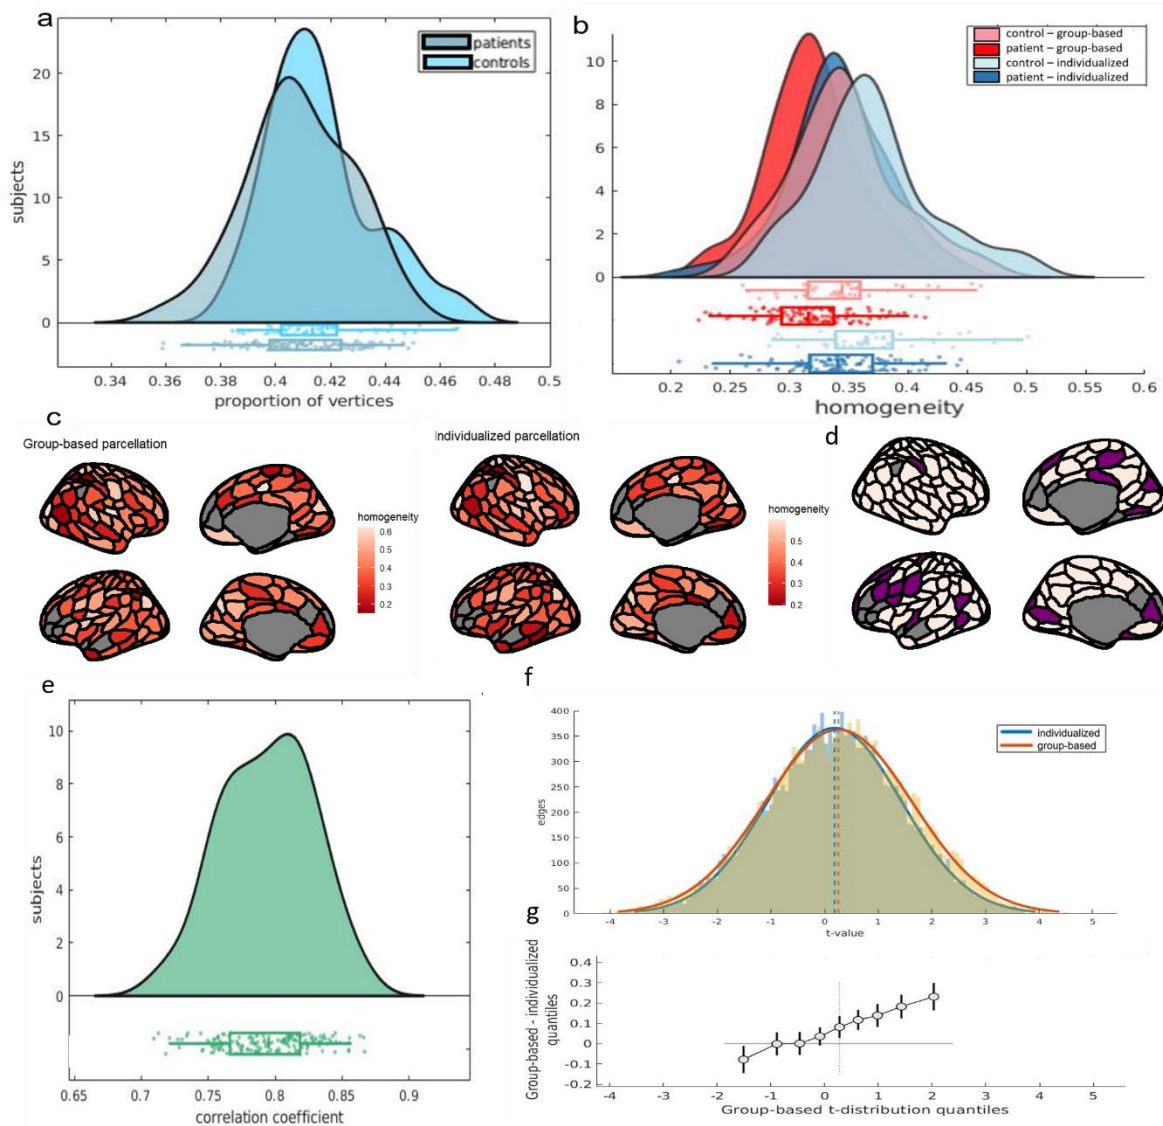 a
patients
controls
20
15
10
5
0
subjects
0.34 0.36 0.38 0.4 0.42 0.44 0.46 0.48 0.5
proportion of vertices
b
control – group-based
patient – group-based
control – individualized
patient – individualized
10
8
6
4
2
0
0.2 0.25 0.3 0.35 0.4 0.45 0.5 0.55 0.6
homogeneity
c
Group-based parcellation
homogeneity
0.6
0.5
0.4
0.3
0.2
Individualized parcellation
homogeneity
0.5
0.4
0.3
0.2
d
e
10
8
6
4
2
0
subjects
0.65 0.7 0.75 0.8 0.85 0.9
correlation coefficient
f
400
350
300
250
200
150
100
50
0
edges
individualized
group-based
-4 -3 -2 -1 0 1 2 3 4 5
t-value
g
0.4
0.3
0.2
0.1
0
-0.1
-0.2
Group-based - individualized
quantiles
-4 -3 -2 -1 0 1 2 3 4 5
Group-based t-distribution quantiles